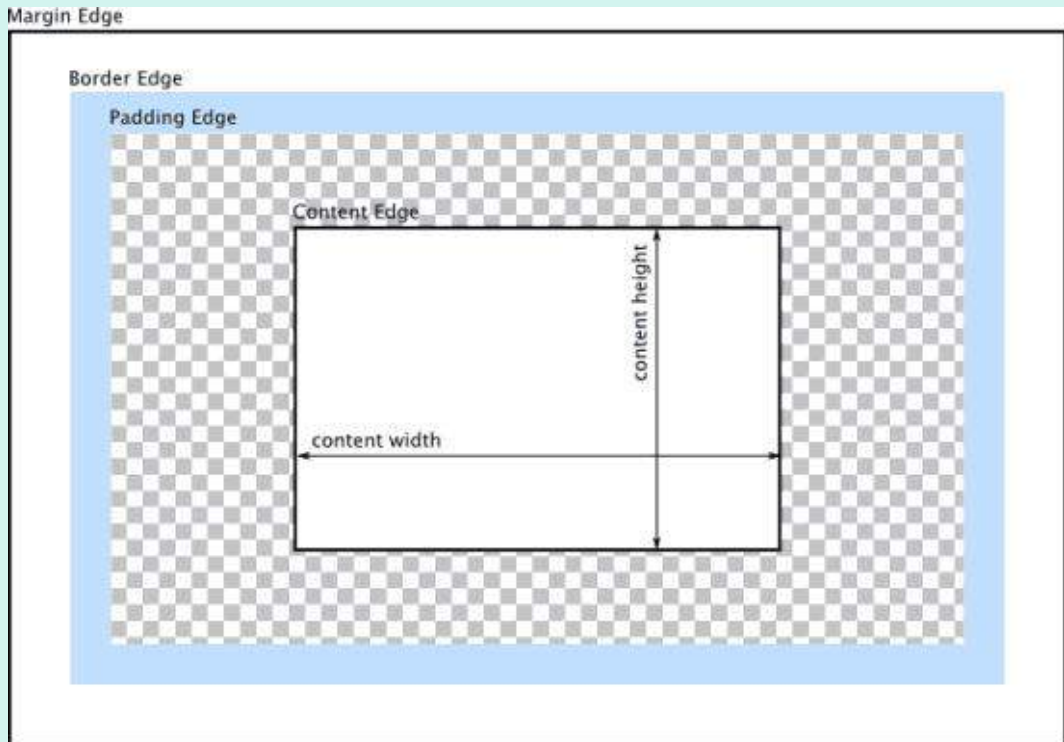 Margin Edge
Border Edge
Padding Edge
Content Edge
content height
content width